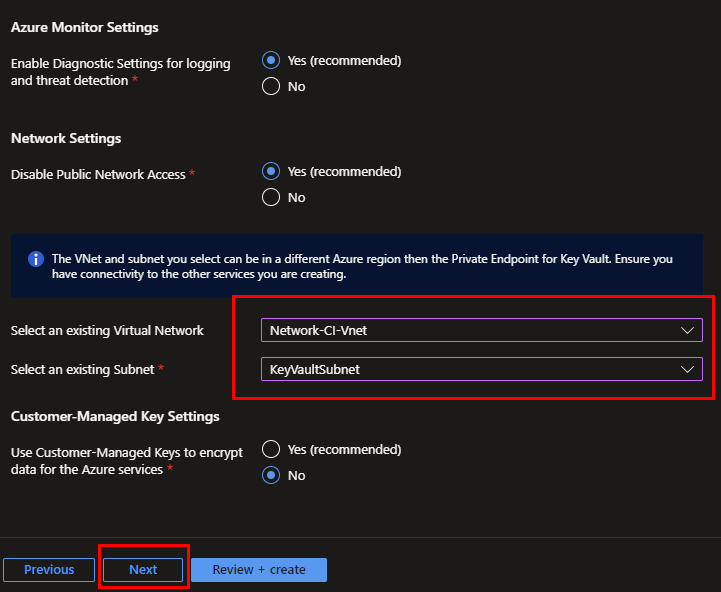 Azure Monitor Settings
Enable Diagnostic Settings for logging
and threat detection *
Yes (recommended)
No
Network Settings
Disable Public Network Access *
Yes (recommended)
No
The VNet and subnet you select can be in a different Azure region then the Private Endpoint for Key Vault. Ensure you
have connectivity to the other services you are creating.
Select an existing Virtual Network
Network-CI-Vnet
Select an existing Subnet *
KeyVaultSubnet
Customer-Managed Key Settings
Use Customer-Managed Keys to encrypt
data for the Azure services *
Yes (recommended)
No
Previous
Next
Review + create